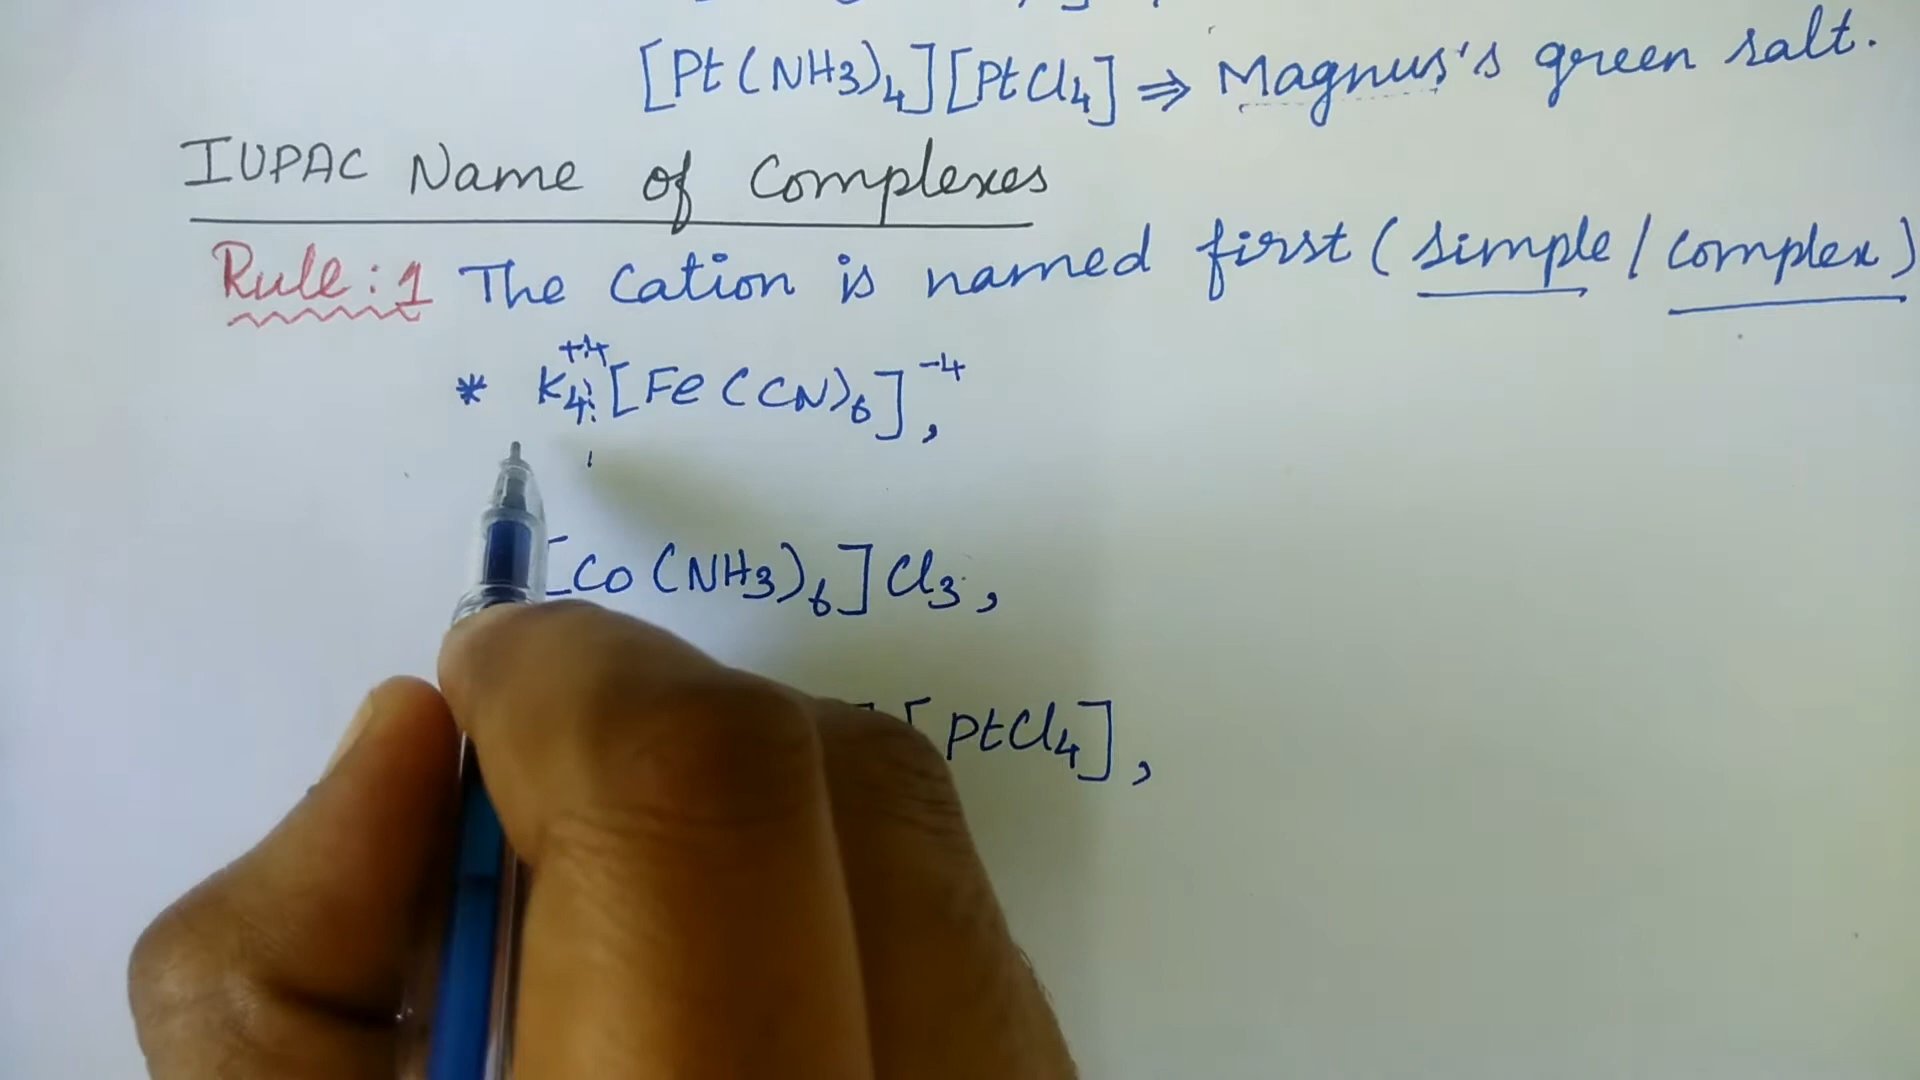 [Pt(NH3)4][PtCl4] ⇒ Magnus's green salt.
IUPAC Name of Complexes
Rule:1 The Cation is named first (simple/complex)
* K4 +4 [Fe(CN)6] -4,
[Co(NH3)6]Cl3,
][PtCl4],